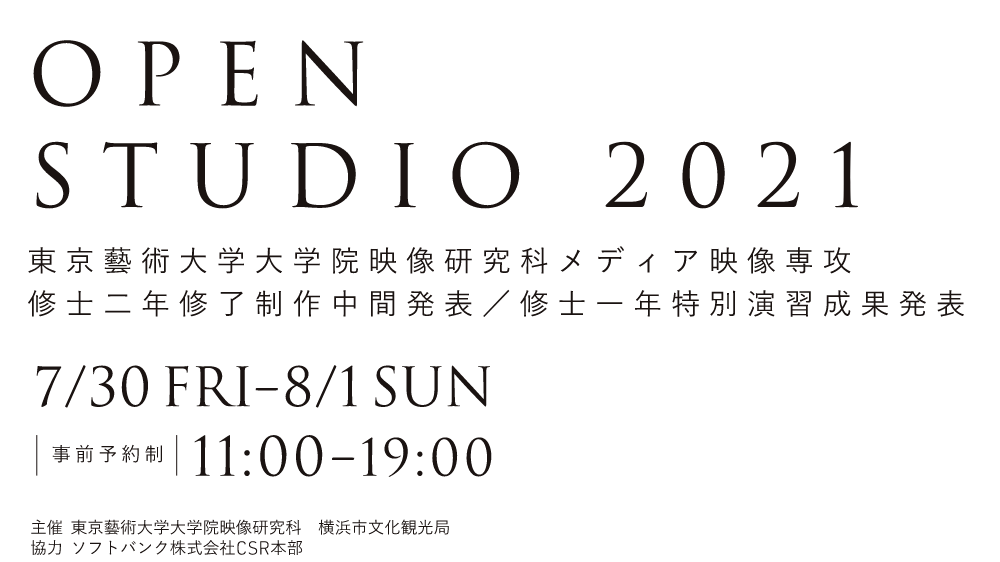 OPEN
STUDIO 2021
東京藝術大学大学院映像研究科メディア映像専攻
修士二年修了制作中間発表／修士一年特別演習成果発表
7/30 FRI–8/1 SUN
事前予約制 11:00–19:00
主催 東京藝術大学大学院映像研究科　横浜市文化観光局
協力 ソフトバンク株式会社CSR本部